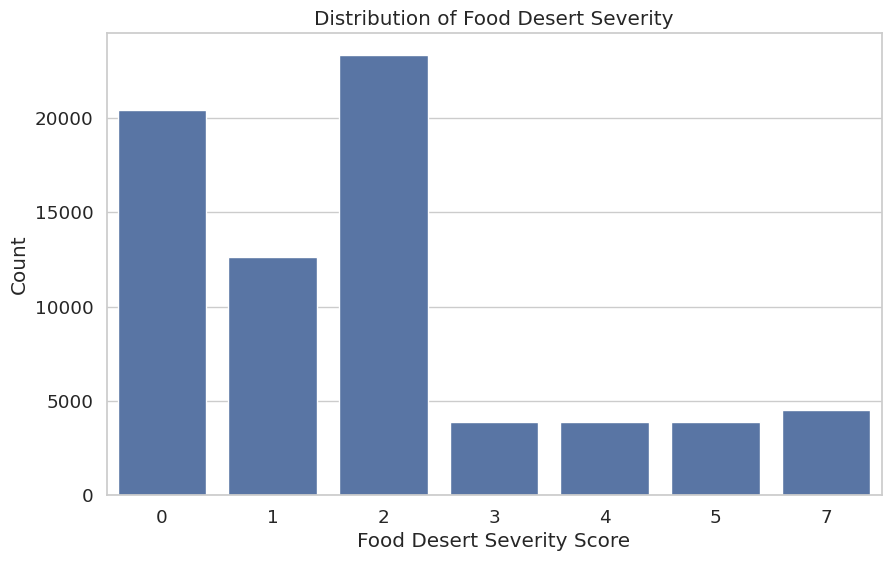 Distribution of Food Desert Severity
Count
20000
15000
10000
5000
0
0 1 2 3 4 5 7
Food Desert Severity Score